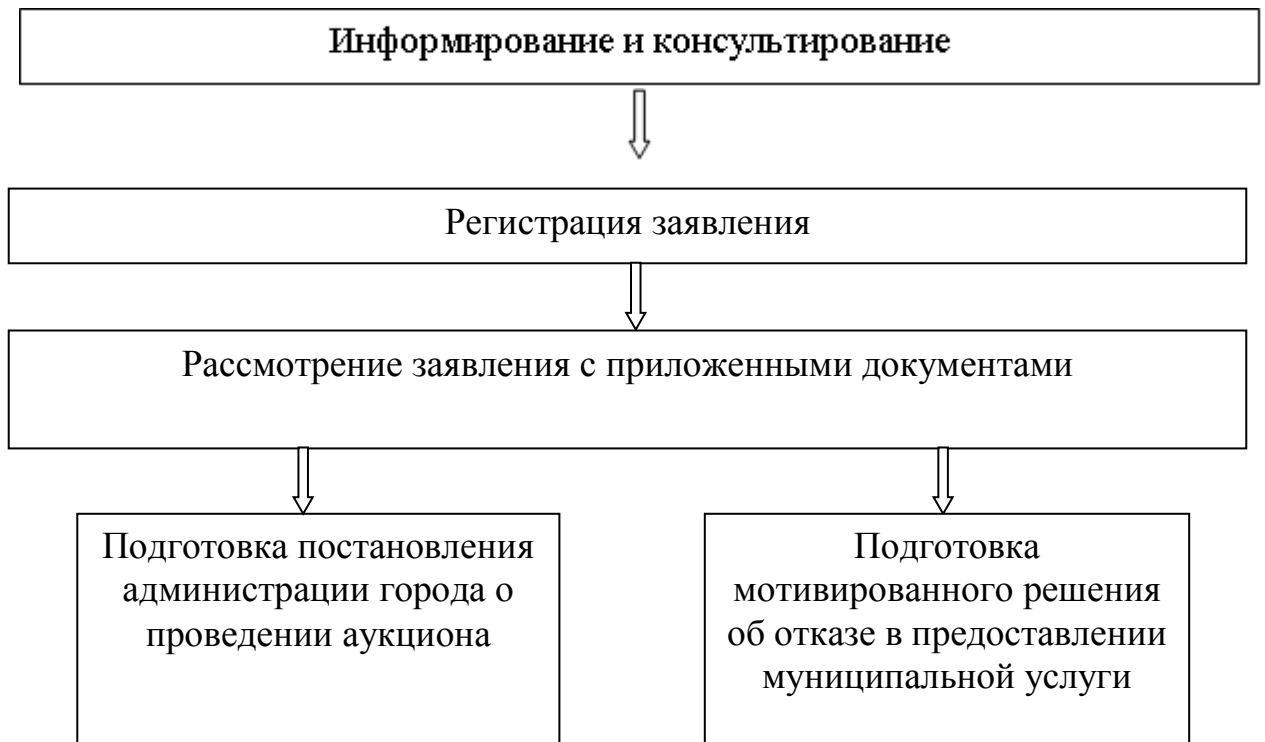 Информирование и консультирование
Регистрация заявления
Рассмотрение заявления с приложенными документами
Подготовка постановления
администрации города о
проведении аукциона
Подготовка
мотивированного решения
об отказе в предоставлении
муниципальной услуги